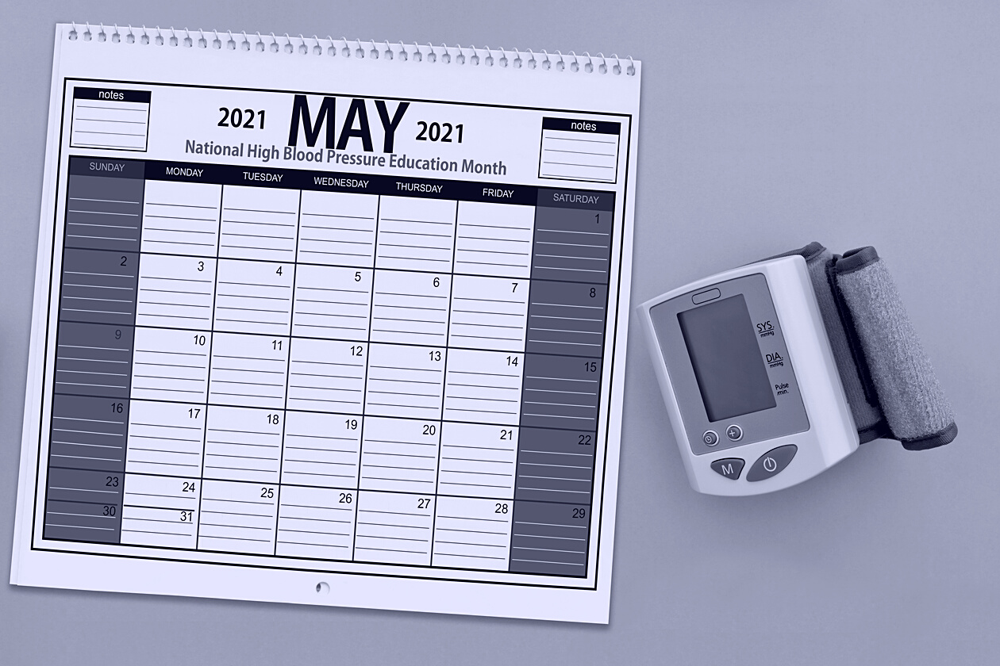 notes
2021 MAY 2021
notes
National High Blood Pressure Education Month
SUNDAY MONDAY TUESDAY WEDNESDAY THURSDAY FRIDAY SATURDAY
1
2 3 4 5 6 7 8
9 10 11 12 13 14 15
16 17 18 19 20 21 22
23 24 25 26 27 28 29
30 31
SYS.
mmHg
DIA.
mmHg
Pulse
/min.
M